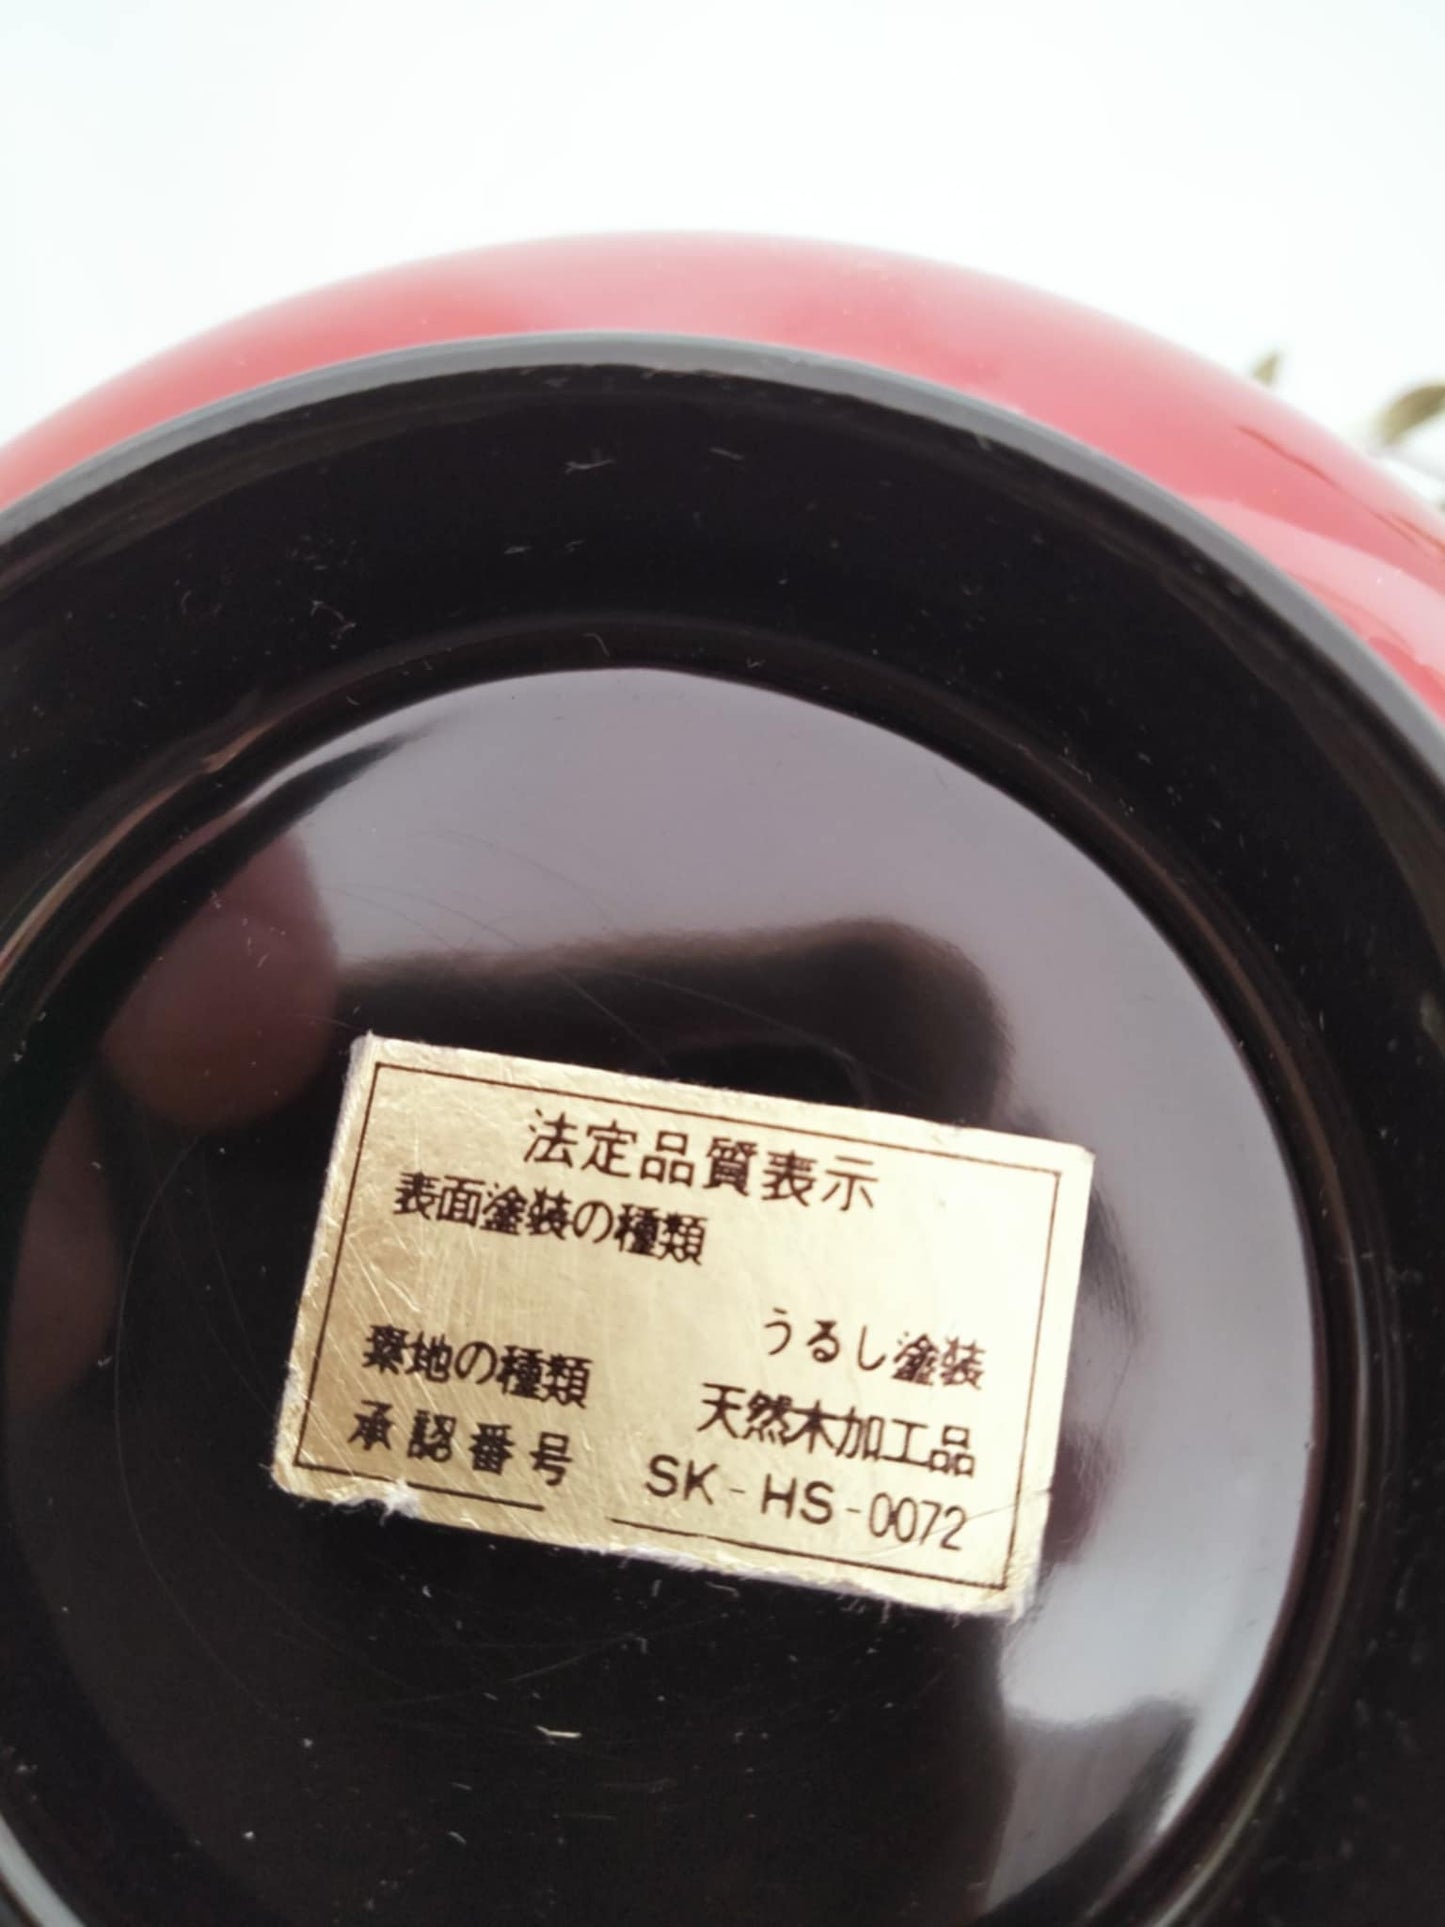 法定品質表示
表面塗装の種類
うるし塗装
素地の種類 天然木加工品
承認番号 SK-HS-0072